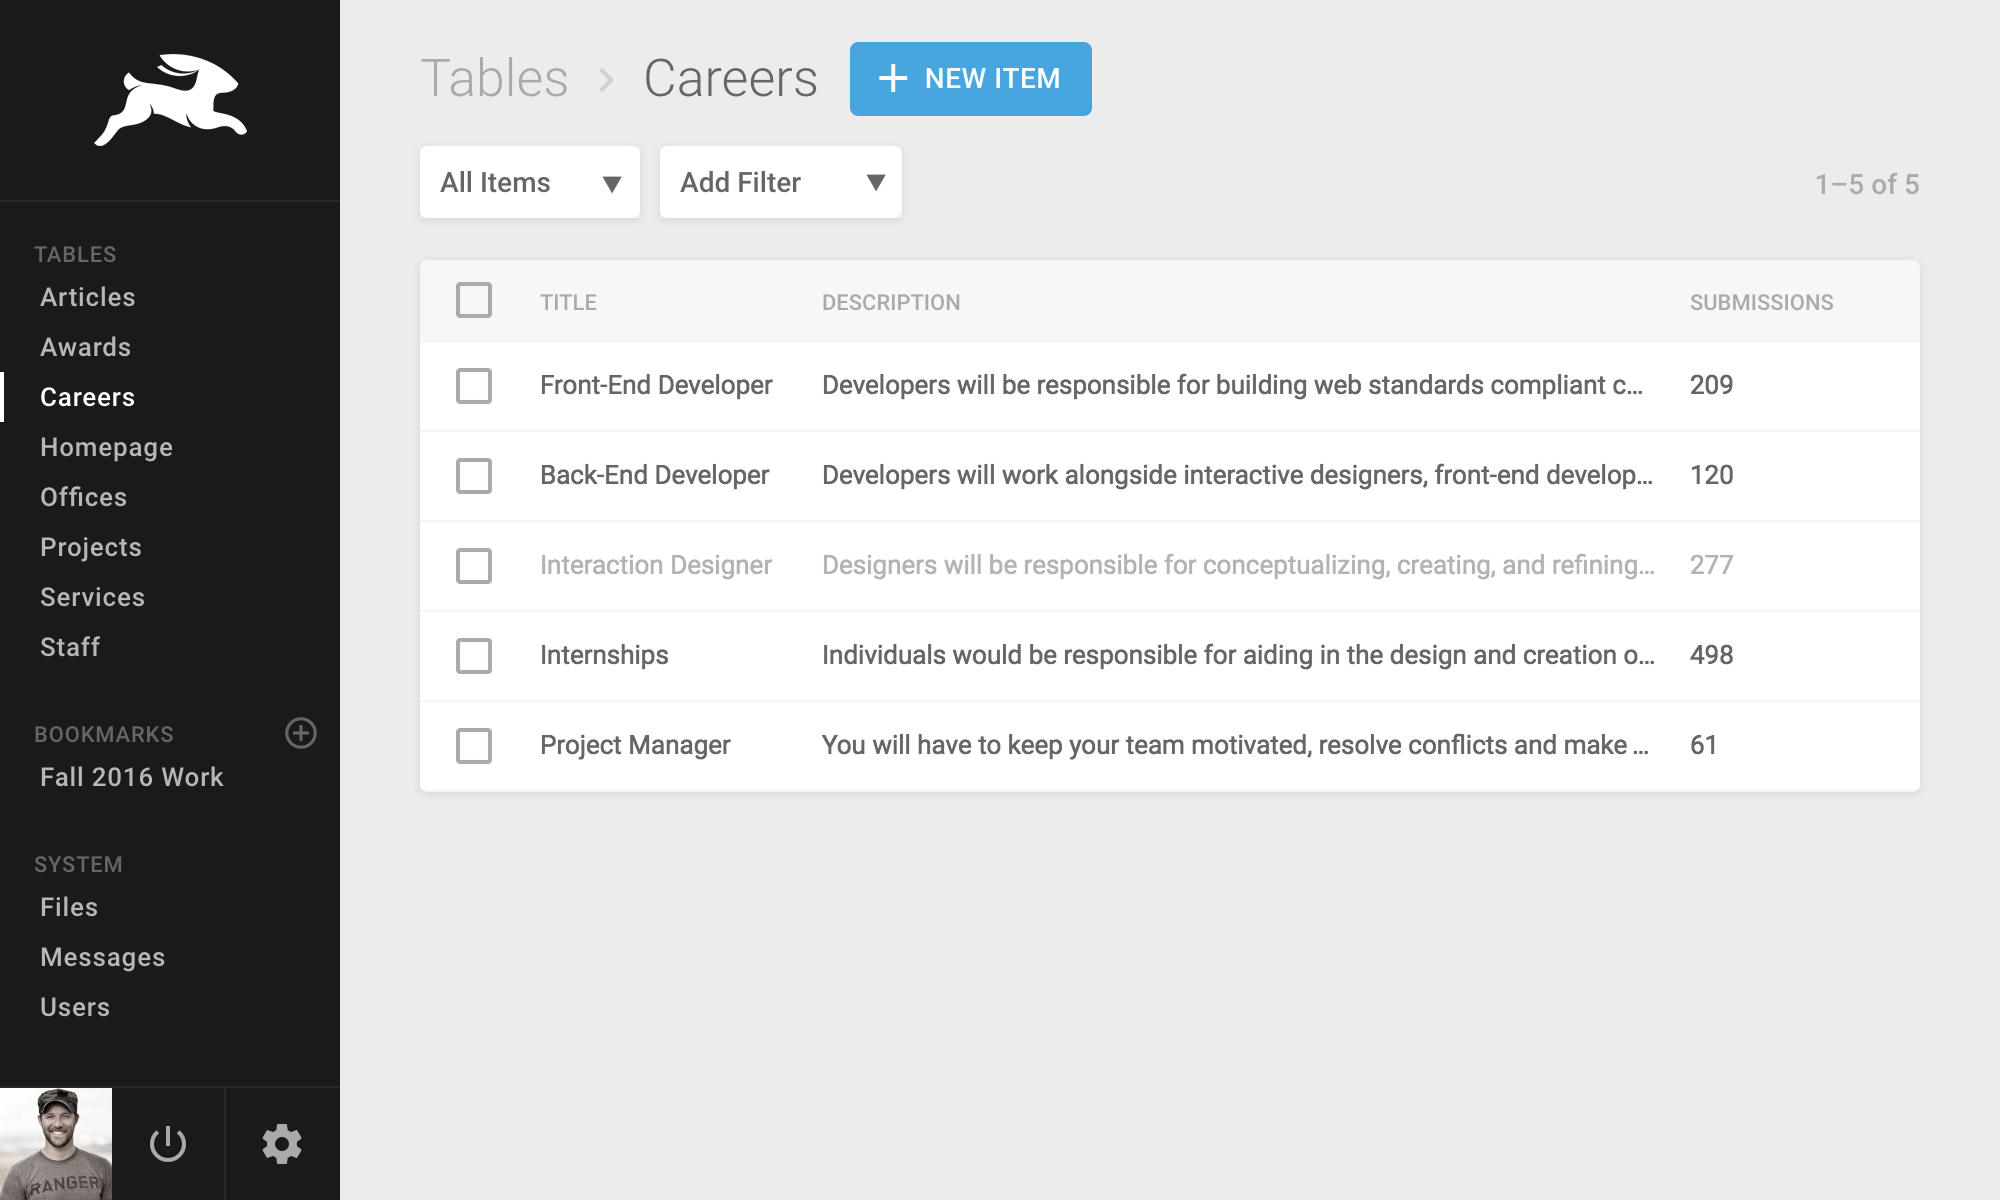 Tables › Careers + NEW ITEM
All Items ▼ Add Filter ▼ 1–5 of 5
TABLES
Articles
Awards
Careers
Homepage
Offices
Projects
Services
Staff
BOOKMARKS
Fall 2016 Work
SYSTEM
Files
Messages
Users
RANGER
TITLE DESCRIPTION SUBMISSIONS
Front-End Developer Developers will be responsible for building web standards compliant c... 209
Back-End Developer Developers will work alongside interactive designers, front-end develop... 120
Interaction Designer Designers will be responsible for conceptualizing, creating, and refining... 277
Internships Individuals would be responsible for aiding in the design and creation o... 498
Project Manager You will have to keep your team motivated, resolve conflicts and make ... 61